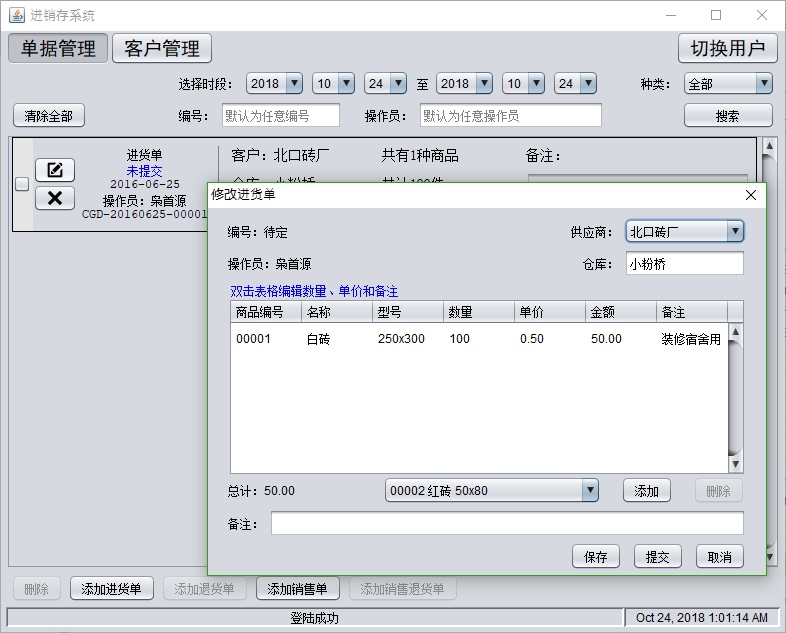 进销存系统
单据管理 客户管理 切换用户
选择时段： 2018 10 24 至 2018 10 24 种类： 全部
清除全部 编号： 默认为任意编号 操作员： 默认为任意操作员 搜索
进货单 客户：北口砖厂 共有1种商品 备注：
未提交
2016-06-25
操作员：枭首源
CGD-20160625-00001
修改进货单
编号：待定 供应商： 北口砖厂
操作员：枭首源 仓库： 小粉桥
双击表格编辑数量、单价和备注
商品编号 名称 型号 数量 单价 金额 备注
00001 白砖 250x300 100 0.50 50.00 装修宿舍用
总计：50.00 00002 红砖 50x80 添加 删除
备注：
保存 提交 取消
删除 添加进货单 添加退货单 添加销售单 添加销售退货单
登陆成功 Oct 24, 2018 1:01:14 AM